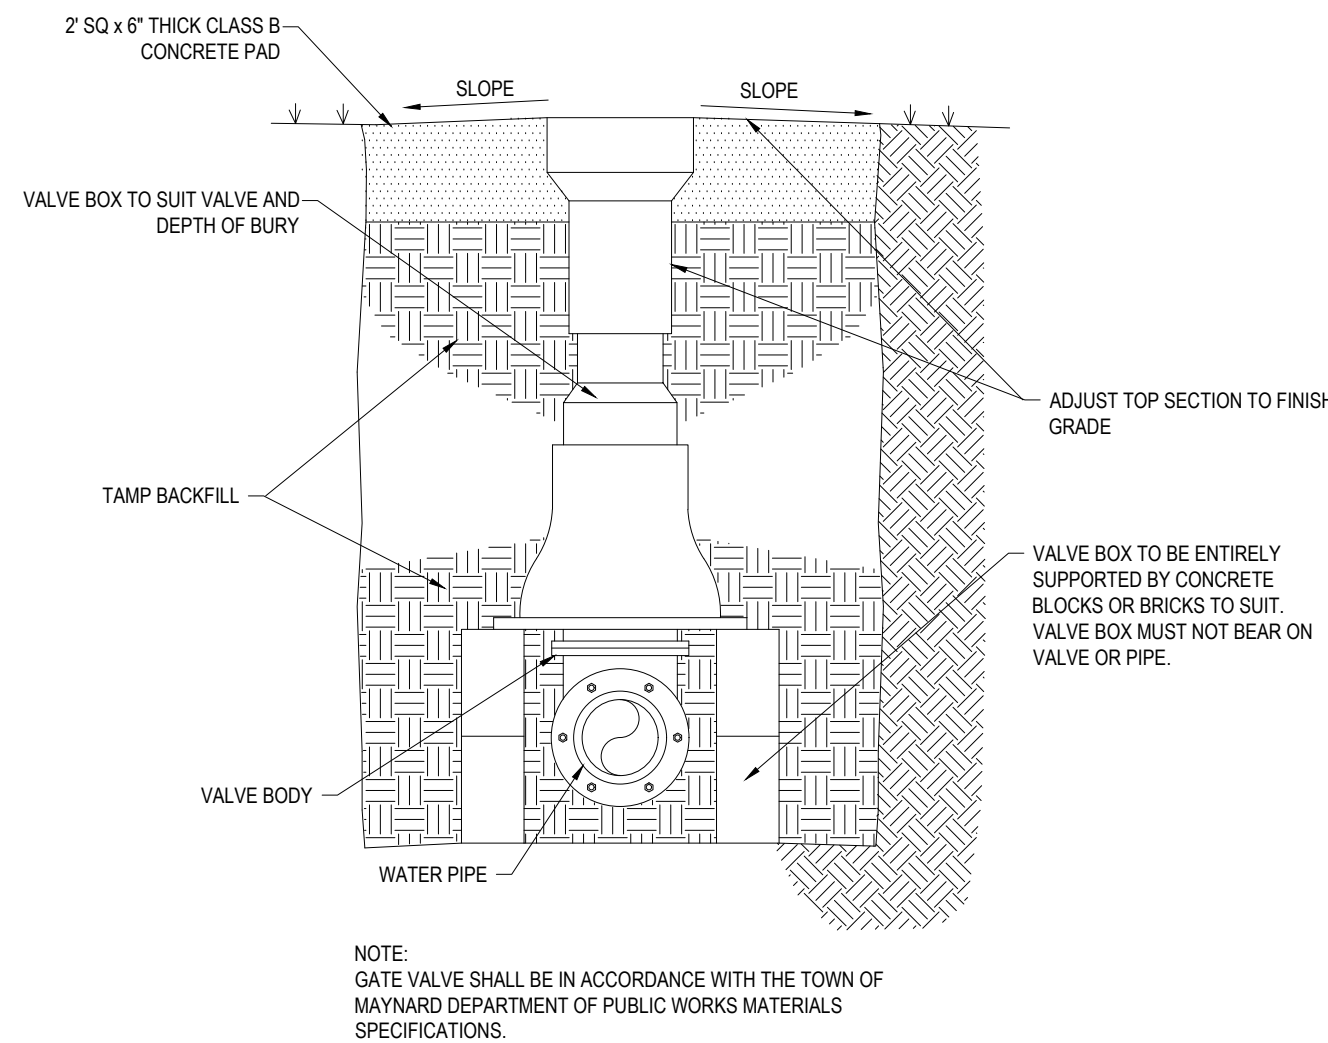 2' SQ x 6" THICK CLASS B
CONCRETE PAD
SLOPE
SLOPE
VALVE BOX TO SUIT VALVE AND
DEPTH OF BURY
ADJUST TOP SECTION TO FINISH
GRADE
TAMP BACKFILL
VALVE BOX TO BE ENTIRELY
SUPPORTED BY CONCRETE
BLOCKS OR BRICKS TO SUIT.
VALVE BOX MUST NOT BEAR ON
VALVE OR PIPE.
VALVE BODY
WATER PIPE
NOTE:
GATE VALVE SHALL BE IN ACCORDANCE WITH THE TOWN OF
MAYNARD DEPARTMENT OF PUBLIC WORKS MATERIALS
SPECIFICATIONS.